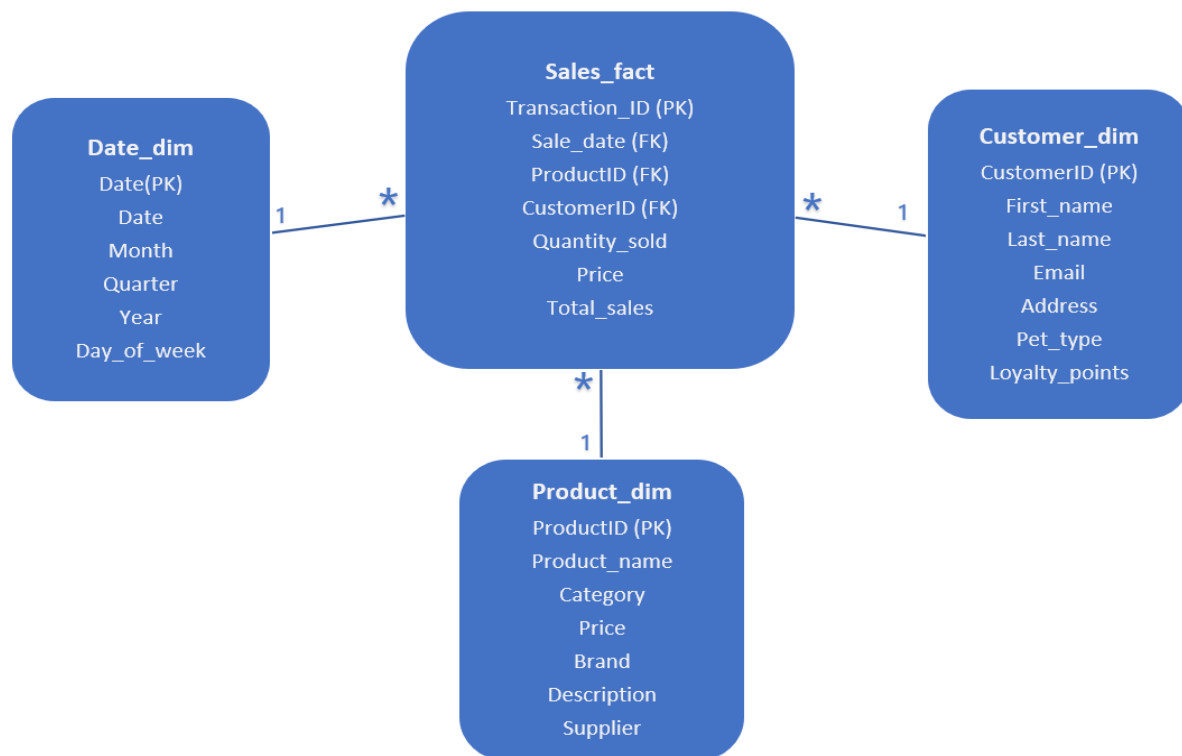 Sales_fact
Transaction_ID (PK)
Sale_date (FK)
ProductID (FK)
CustomerID (FK)
Quantity_sold
Price
Total_sales
*
*
*
Date_dim
Date(PK)
Date
Month
Quarter
Year
Day_of_week
1
Customer_dim
CustomerID (PK)
First_name
Last_name
Email
Address
Pet_type
Loyalty_points
1
1
Product_dim
ProductID (PK)
Product_name
Category
Price
Brand
Description
Supplier